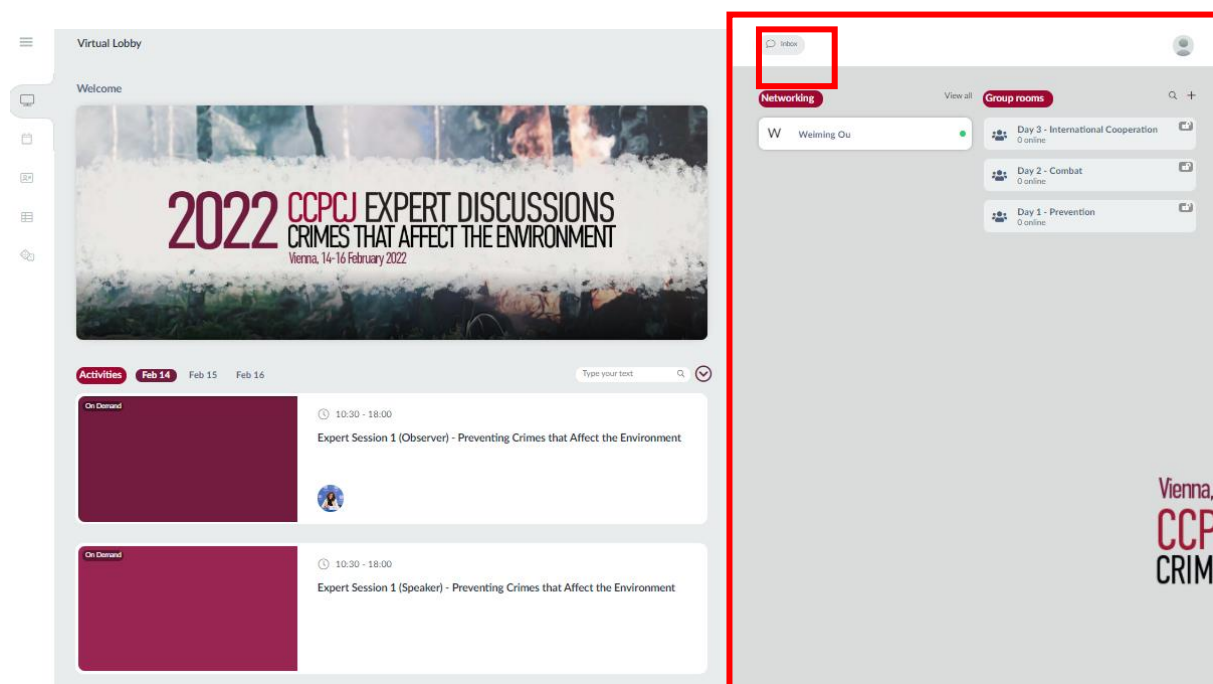 Virtual Lobby
Welcome
2022 CCPCJ EXPERT DISCUSSIONS
CRIMES THAT AFFECT THE ENVIRONMENT
Vienna, 14-16 February 2022
Activities Feb 14 Feb 15 Feb 16 Type your text
On Demand
10:30 - 18:00
Expert Session 1 (Observer) - Preventing Crimes that Affect the Environment
On Demand
10:30 - 18:00
Expert Session 1 (Speaker) - Preventing Crimes that Affect the Environment
Inbox
Networking View all
W Weiming Ou
Group rooms
Day 3 - International Cooperation
0 online
Day 2 - Combat
0 online
Day 1 - Prevention
0 online
Vienna,
CCP
CRIM